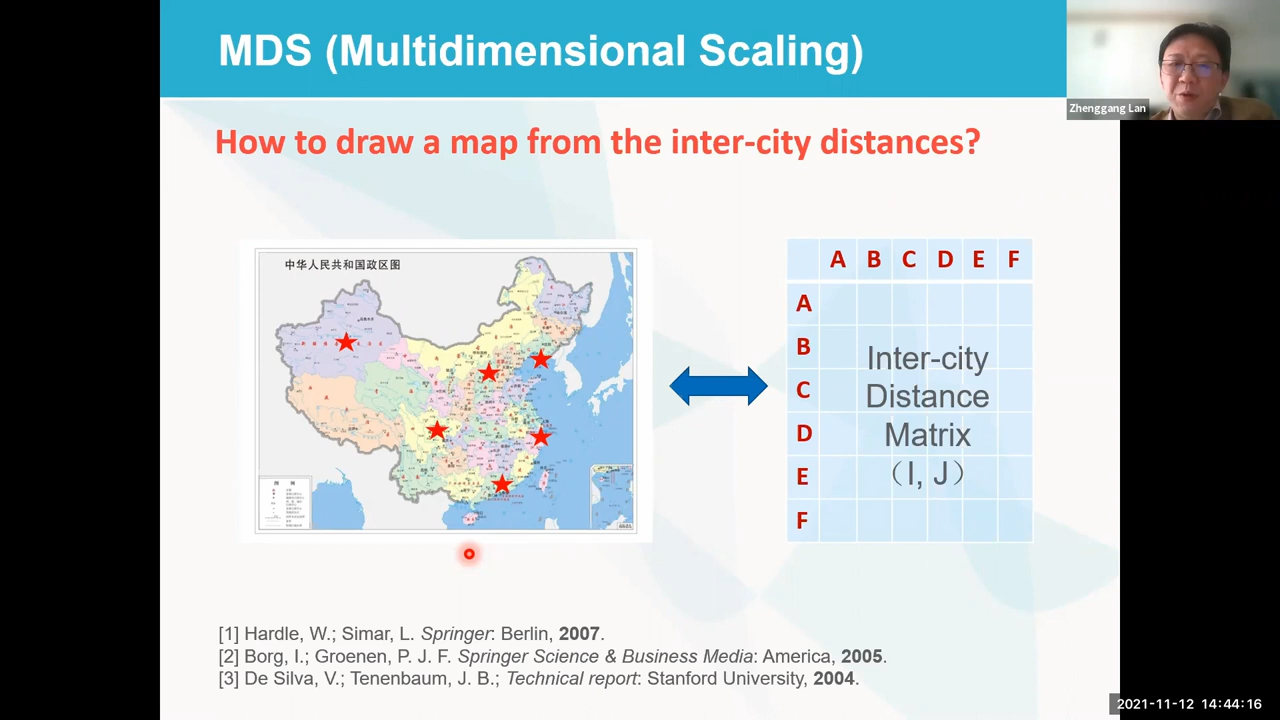 MDS (Multidimensional Scaling)
Zhenggang Lan
How to draw a map from the inter-city distances?
中华人民共和国政区图
A B C D E F
A
B
C
D
E
F
Inter-city
Distance
Matrix
（I, J）
[1] Hardle, W.; Simar, L. Springer: Berlin, 2007.
[2] Borg, I.; Groenen, P. J. F. Springer Science & Business Media: America, 2005.
[3] De Silva, V.; Tenenbaum, J. B.; Technical report: Stanford University, 2004.
2021-11-12 14:44:16